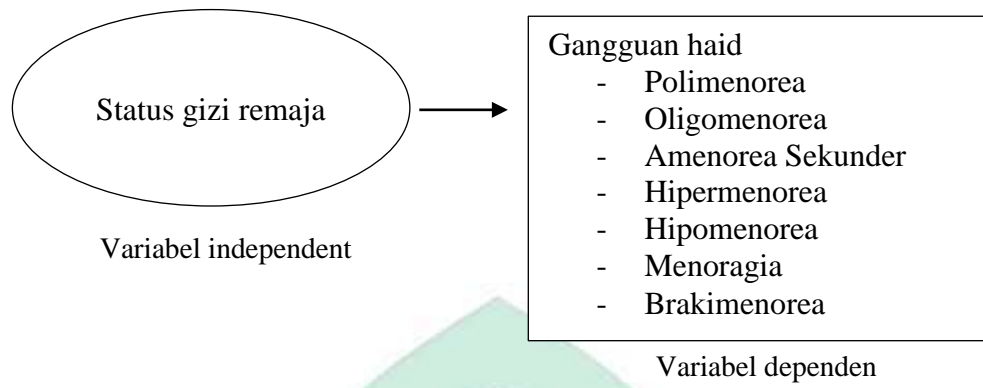 Status gizi remaja
Variabel independent
Gangguan haid
- Polimenorea
- Oligomenorea
- Amenorea Sekunder
- Hipermenorea
- Hipomenorea
- Menoragia
- Brakimenorea
Variabel dependen